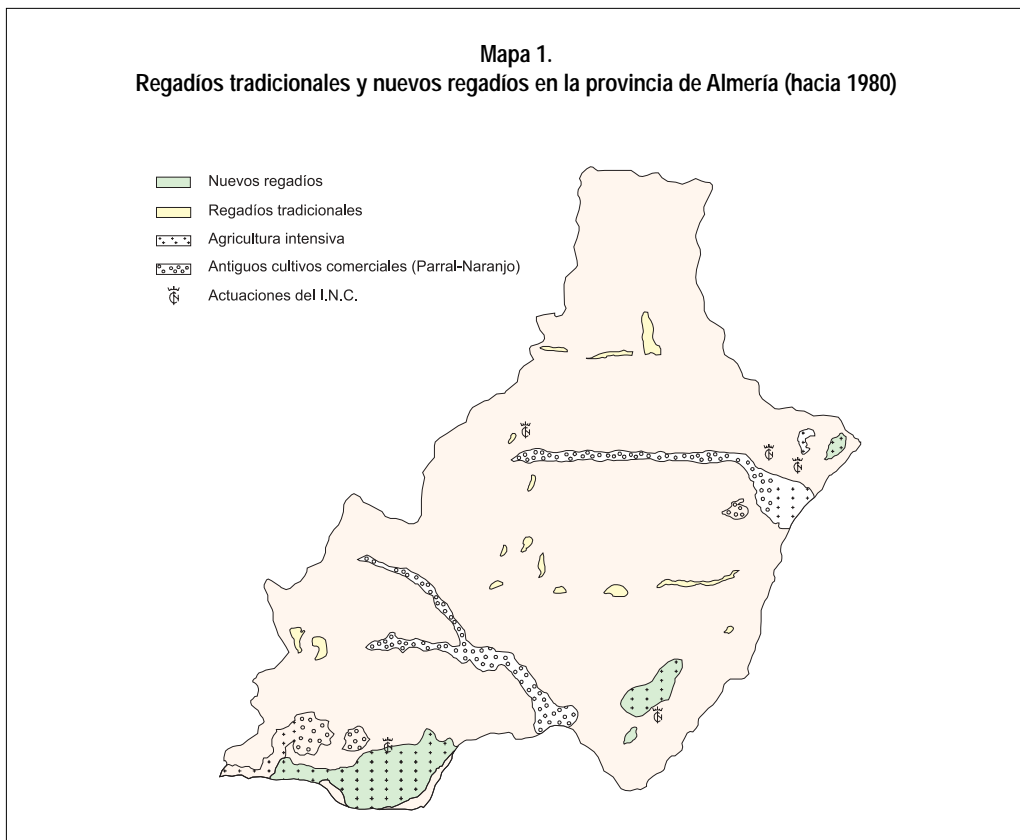 Mapa 1.
Regadíos tradicionales y nuevos regadíos en la provincia de Almería (hacia 1980)
Nuevos regadíos
Regadíos tradicionales
Agricultura intensiva
Antiguos cultivos comerciales (Parral-Naranjo)
Actuaciones del I.N.C.